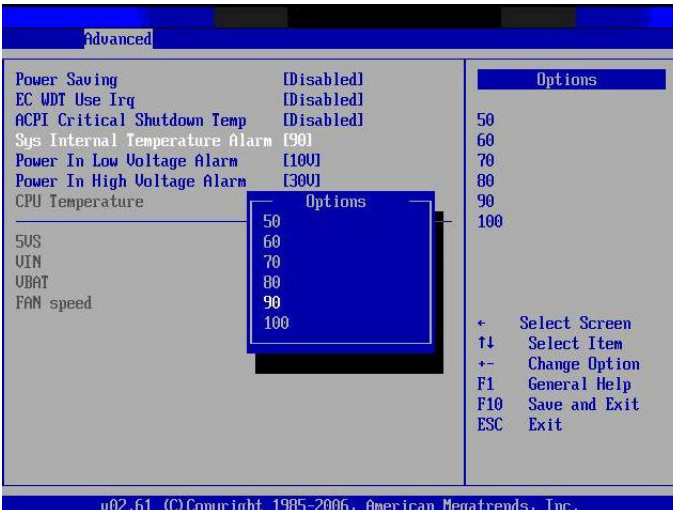 Advanced
Power Saving [Disabled]
EC WDT Use Irq [Disabled]
ACPI Critical Shutdown Temp [Disabled]
Sys Internal Temperature Alarm [90]
Power In Low Voltage Alarm [10V]
Power In High Voltage Alarm [30V]
CPU Temperature
5VS
VIN
VBAT
FAN speed
Options
50
60
70
80
90
100
Options
50
60
70
80
90
100
← Select Screen
↑↓ Select Item
+- Change Option
F1 General Help
F10 Save and Exit
ESC Exit
v02.61 (C)Copyright 1985-2006, American Megatrends, Inc.